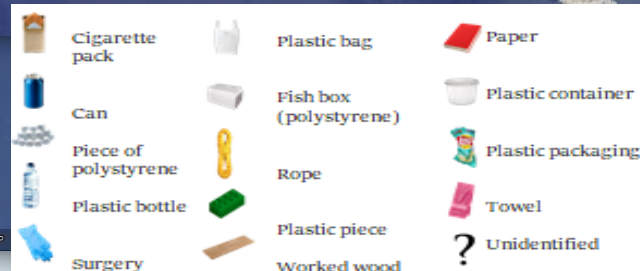 Cigarette
pack
Can
Piece of
polystyrene
Plastic bottle
Surgery
Plastic bag
Fish box
(polystyrene)
Rope
Plastic piece
Worked wood
Paper
Plastic container
Plastic packaging
Towel
? Unidentified